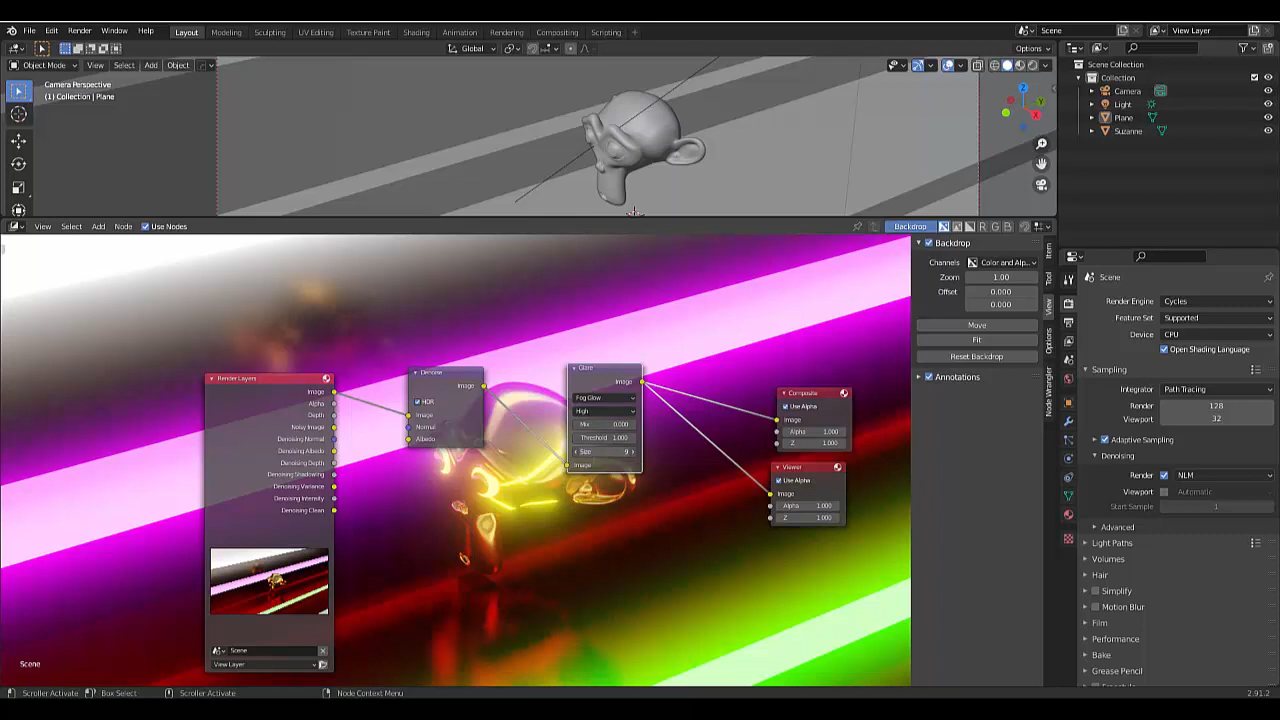 File Edit Render Window Help Layout Modeling Sculpting UV Editing Texture Paint Shading Animation Rendering Compositing Scripting + Scene View Layer
Global Options
Object Mode View Select Add Object
Camera Perspective
(1) Collection | Plane
Scene Collection
Collection
Camera
Light
Plane
Suzanne
View Select Add Node Use Nodes Backdrop R G B
Backdrop
Channels Color and Alp...
Zoom 1.00
Offset 0.000
0.000
Move
Fit
Reset Backdrop
Annotations
Item
Tool
View
Options
Node Wrangler
Render Layers
Image
Alpha
Depth
Noisy Image
Denoising Normal
Denoising Albedo
Denoising Depth
Denoising Shadowing
Denoising Variance
Denoising Intensity
Denoising Clean
Scene
View Layer
Denoise
Image
HDR
Image
Normal
Albedo
Glare
Image
Fog Glow
High
Mix 0.000
Threshold 1.000
Size 9
Image
Composite
Use Alpha
Image
Alpha 1.000
Z 1.000
Viewer
Use Alpha
Image
Alpha 1.000
Z 1.000
Scene
Scene
Render Engine Cycles
Feature Set Supported
Device CPU
Open Shading Language
Sampling
Integrator Path Tracing
Render 128
Viewport 32
Adaptive Sampling
Denoising
Render NLM
Viewport Automatic
Start Sample 1
Advanced
Light Paths
Volumes
Hair
Simplify
Motion Blur
Film
Performance
Bake
Grease Pencil
Scroller Activate Box Select Scroller Activate Node Context Menu 2.91.2